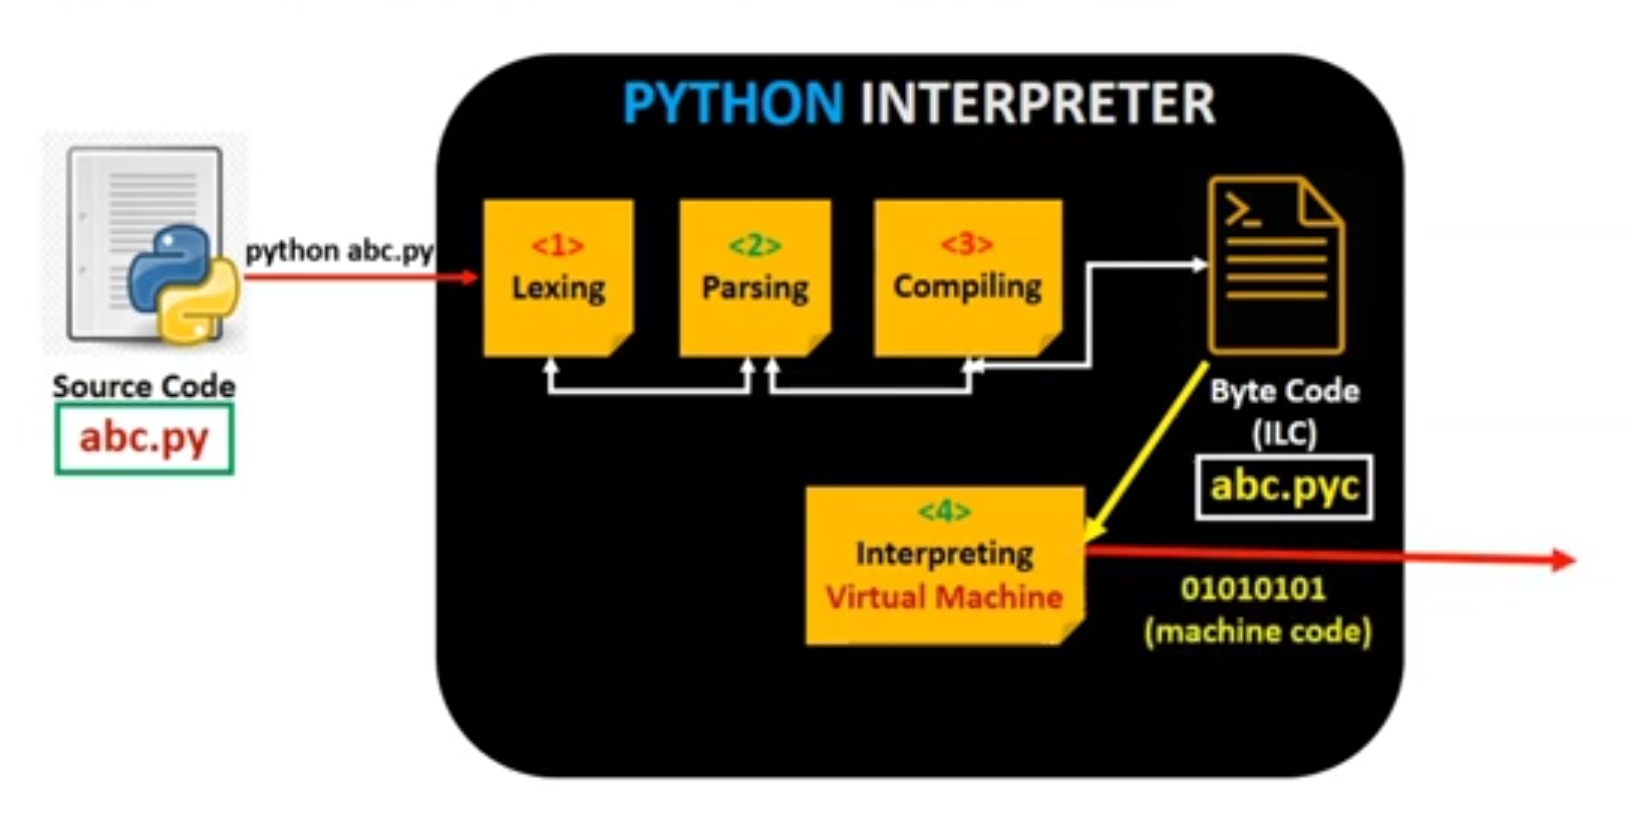 PYTHON INTERPRETER
python abc.py
Source Code
abc.py
<1>
Lexing
<2>
Parsing
<3>
Compiling
>_
Byte Code
(ILC)
abc.pyc
<4>
Interpreting
Virtual Machine
01010101
(machine code)